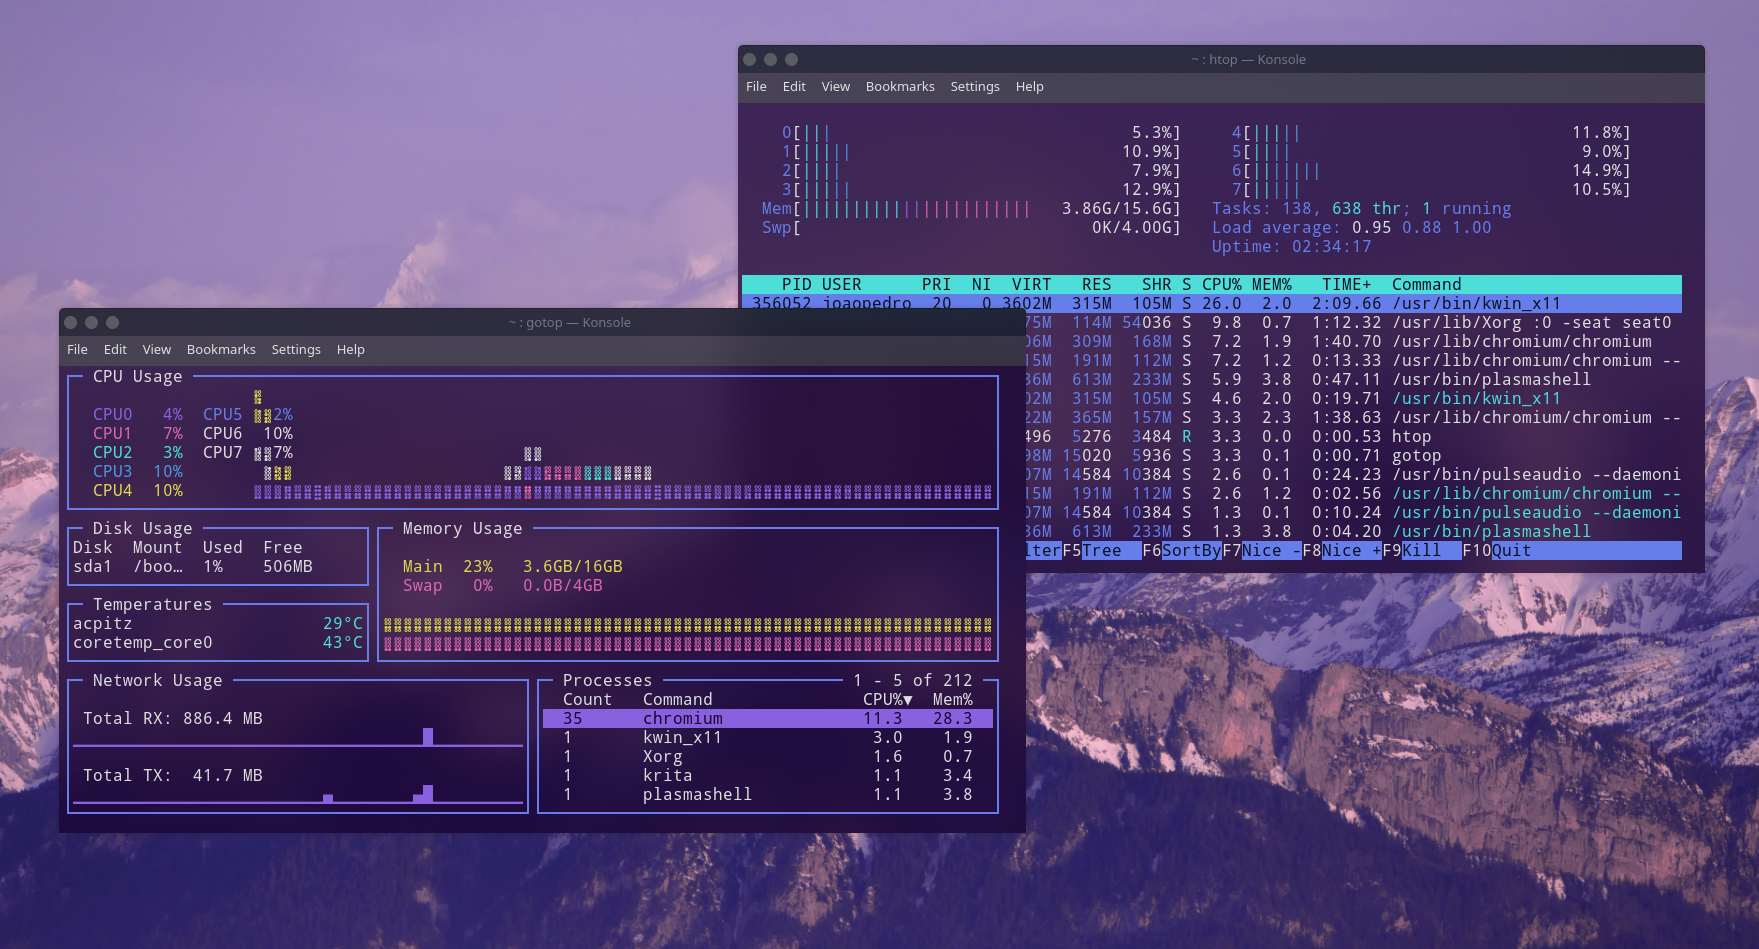 ~ : htop — Konsole
File Edit View Bookmarks Settings Help
0[||| 5.3%] 4[||||| 11.8%]
1[||||| 10.9%] 5[|||| 9.0%]
2[|||| 7.9%] 6[||||||| 14.9%]
3[||||| 12.9%] 7[||||| 10.5%]
Mem[||||||||||||||||||||||| 3.86G/15.6G] Tasks: 138, 638 thr; 1 running
Swp[ 0K/4.00G] Load average: 0.95 0.88 1.00
Uptime: 02:34:17
PID USER PRI NI VIRT RES SHR S CPU% MEM% TIME+ Command
356052 joaopedro 20 0 3602M 315M 105M S 26.0 2.0 2:09.66 /usr/bin/kwin_x11
75M 114M 54036 S 9.8 0.7 1:12.32 /usr/lib/Xorg :0 -seat seat0
06M 309M 168M S 7.2 1.9 1:40.70 /usr/lib/chromium/chromium
15M 191M 112M S 7.2 1.2 0:13.33 /usr/lib/chromium/chromium --
36M 613M 233M S 5.9 3.8 0:47.11 /usr/bin/plasmashell
02M 315M 105M S 4.6 2.0 0:19.71 /usr/bin/kwin_x11
22M 365M 157M S 3.3 2.3 1:38.63 /usr/lib/chromium/chromium --
496 5276 3484 R 3.3 0.0 0:00.53 htop
98M 15020 5936 S 3.3 0.1 0:00.71 gotop
07M 14584 10384 S 2.6 0.1 0:24.23 /usr/bin/pulseaudio --daemoni
15M 191M 112M S 2.6 1.2 0:02.56 /usr/lib/chromium/chromium --
07M 14584 10384 S 1.3 0.1 0:10.24 /usr/bin/pulseaudio --daemoni
36M 613M 233M S 1.3 3.8 0:04.20 /usr/bin/plasmashell
lterF5Tree F6SortByF7Nice -F8Nice +F9Kill F10Quit
~ : gotop — Konsole
File Edit View Bookmarks Settings Help
CPU Usage
CPU0 4% CPU5 2%
CPU1 7% CPU6 10%
CPU2 3% CPU7 7%
CPU3 10%
CPU4 10%
Disk Usage
Disk Mount Used Free
sda1 /boo… 1% 506MB
Memory Usage
Main 23% 3.6GB/16GB
Swap 0% 0.0B/4GB
Temperatures
acpitz 29°C
coretemp_core0 43°C
Network Usage
Total RX: 886.4 MB
Total TX: 41.7 MB
Processes 1 - 5 of 212
Count Command CPU%▼ Mem%
35 chromium 11.3 28.3
1 kwin_x11 3.0 1.9
1 Xorg 1.6 0.7
1 krita 1.1 3.4
1 plasmashell 1.1 3.8